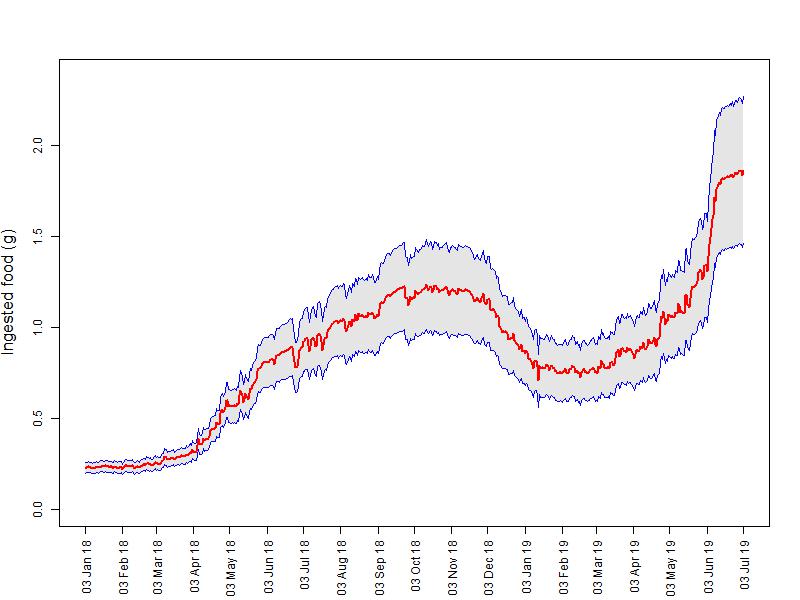 Ingested food (g)
2.0
1.5
1.0
0.5
0.0
03 Jan 18
03 Feb 18
03 Mar 18
03 Apr 18
03 May 18
03 Jun 18
03 Jul 18
03 Aug 18
03 Sep 18
03 Oct 18
03 Nov 18
03 Dec 18
03 Jan 19
03 Feb 19
03 Mar 19
03 Apr 19
03 May 19
03 Jun 19
03 Jul 19